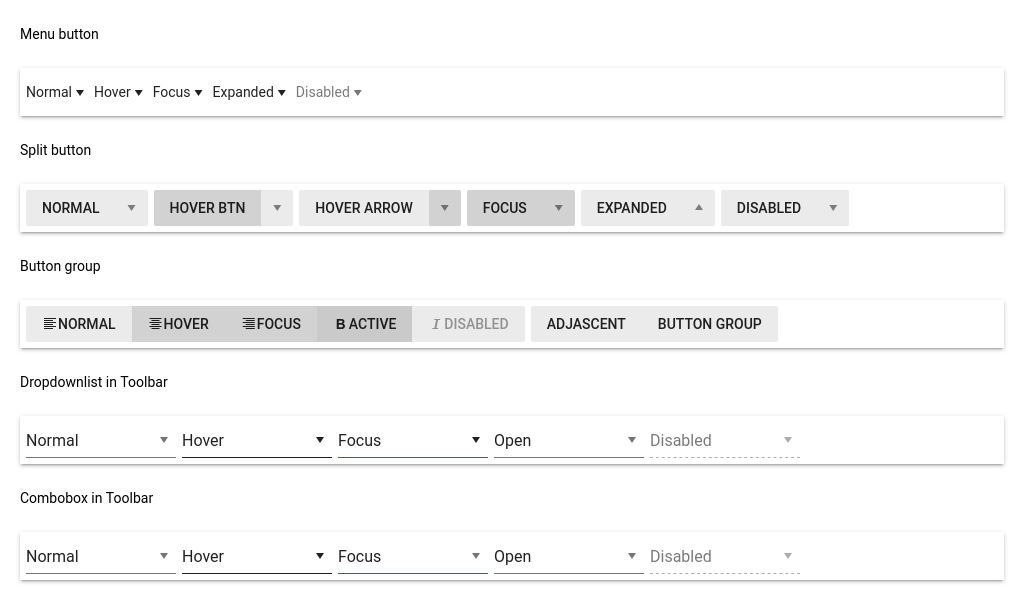 Menu button
Normal Hover Focus Expanded Disabled
Split button
NORMAL HOVER BTN HOVER ARROW FOCUS EXPANDED DISABLED
Button group
NORMAL HOVER FOCUS B ACTIVE I DISABLED ADJASCENT BUTTON GROUP
Dropdownlist in Toolbar
Normal Hover Focus Open Disabled
Combobox in Toolbar
Normal Hover Focus Open Disabled